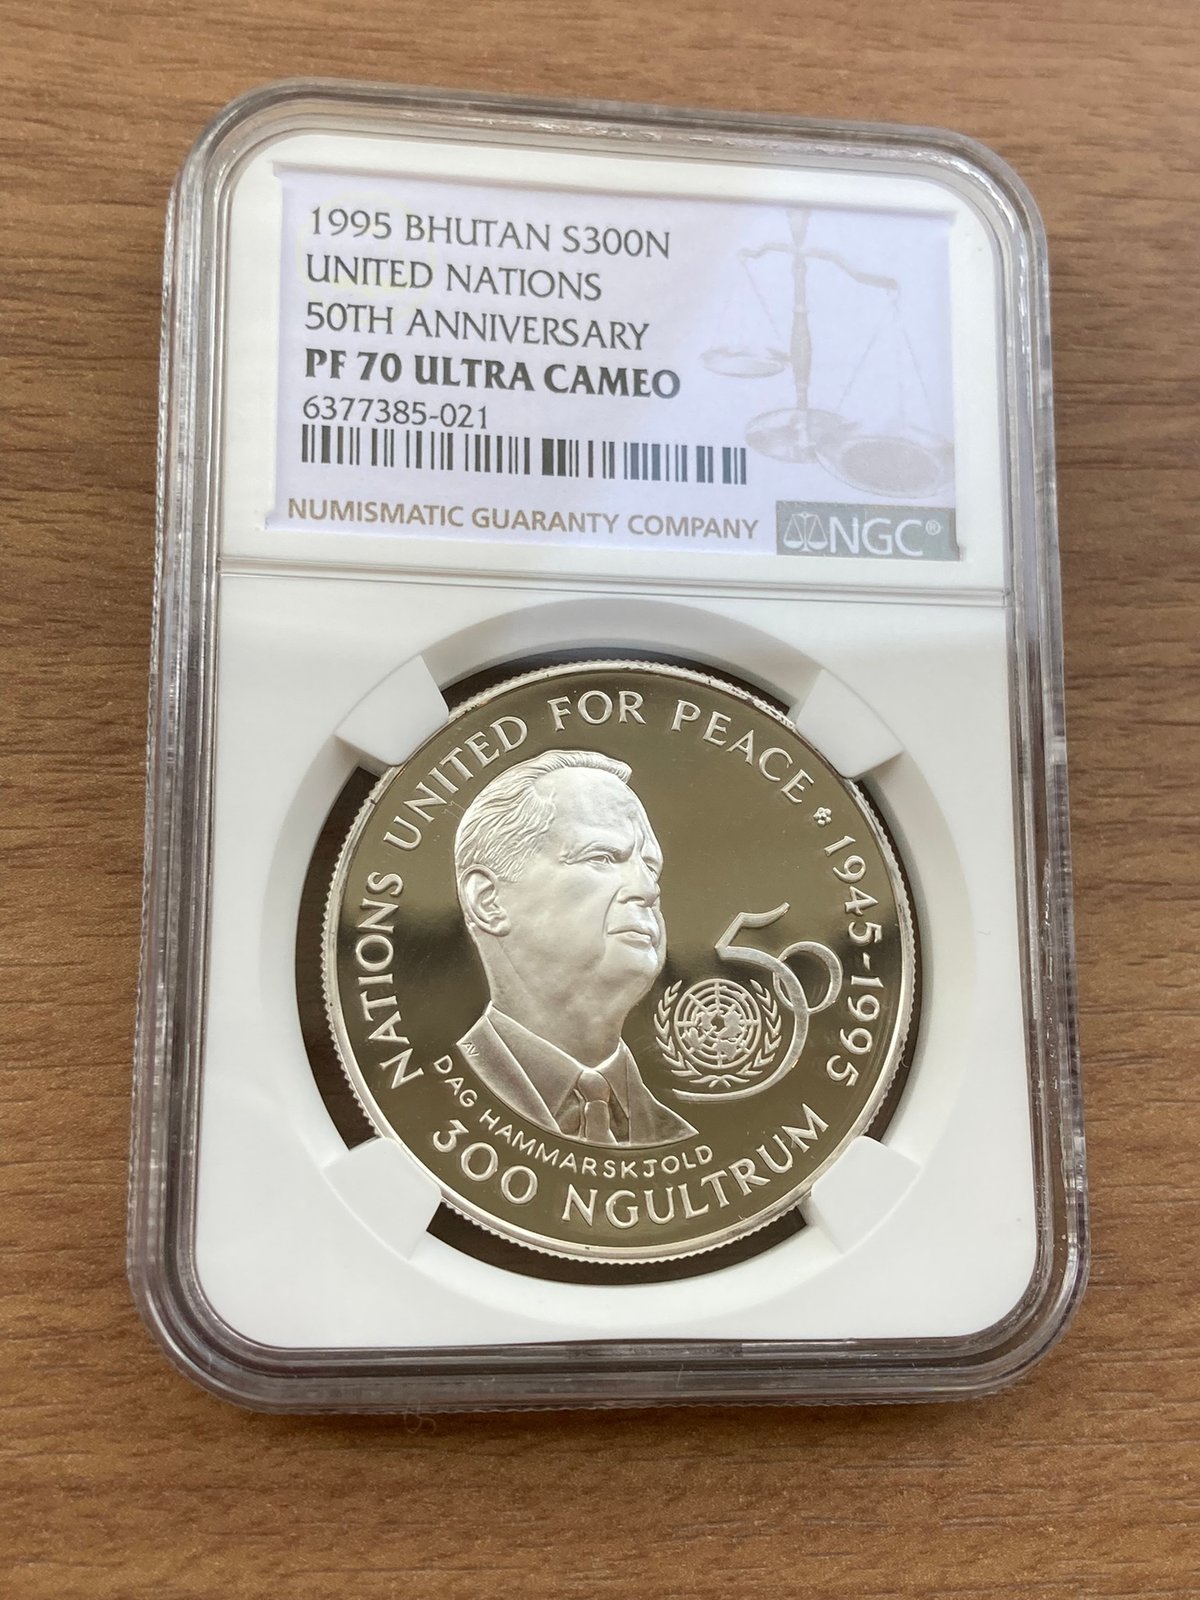 1995 BHUTAN S300N
UNITED NATIONS
50TH ANNIVERSARY
PF 70 ULTRA CAMEO
6377385-021
NUMISMATIC GUARANTY COMPANY
NGC®
NATIONS UNITED FOR PEACE
1945-1995
50
AV
DAG HAMMARSKJOLD
300 NGULTRUM